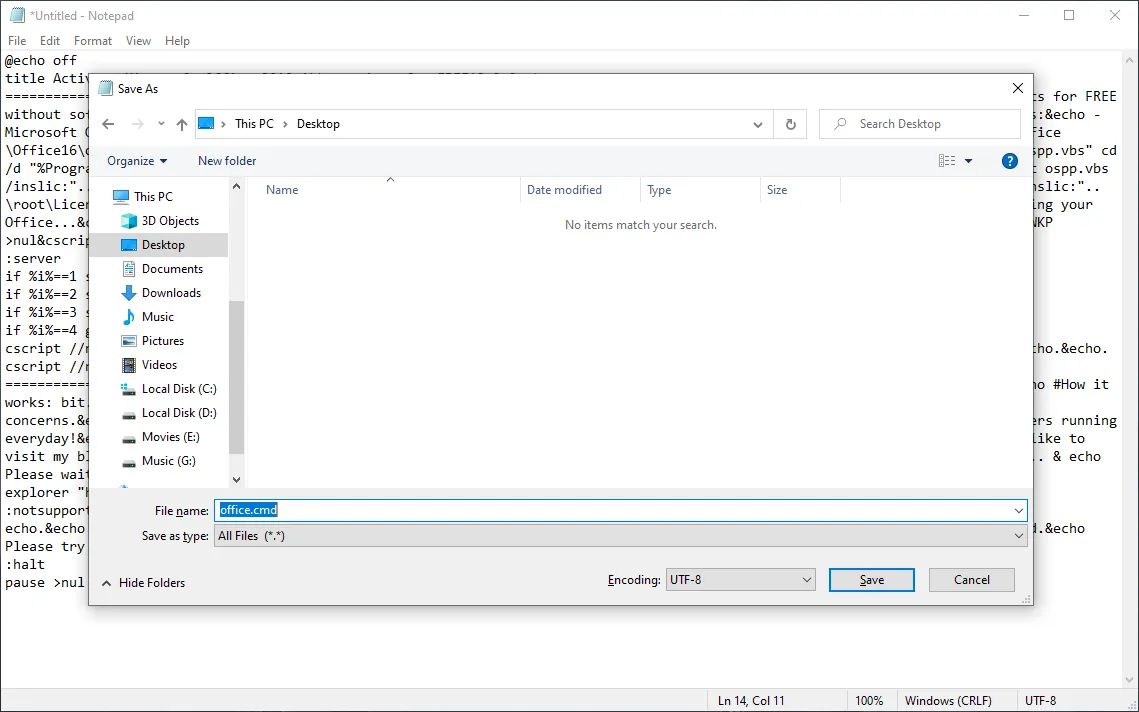 *Untitled - Notepad
File Edit Format View Help
@echo off
title Activ
Save As
===========
ts for FREE
This PC Desktop
Search Desktop
without sof
s:&echo -
Microsoft O
fice
\Office16\o
spp.vbs" cd
Organize New folder
/d "%Progra
t ospp.vbs
/inslic:"..
nslic:"..
Name Date modified Type Size
This PC
\root\Licen
ing your
3D Objects
No items match your search.
Office...&c
WKP
Desktop
>nul&cscrip
:server
Documents
if %i%==1 s
Downloads
if %i%==2 s
Music
if %i%==3 s
if %i%==4 g
Pictures
cscript //n
cho.&echo.
Videos
cscript //n
===========
ho #How it
Local Disk (C:)
works: bit.
Local Disk (D:)
concerns.&e
ers running
everyday!&e
like to
Movies (E:)
visit my bl
.. & echo
Music (G:)
Please wait
explorer "h
:notsupport
File name: office.cmd
echo.&echo
d.&echo
Save as type: All Files (*.*)
Please try
:halt
pause >nul
Hide Folders
Encoding: UTF-8
Save Cancel
Ln 14, Col 11 100% Windows (CRLF) UTF-8